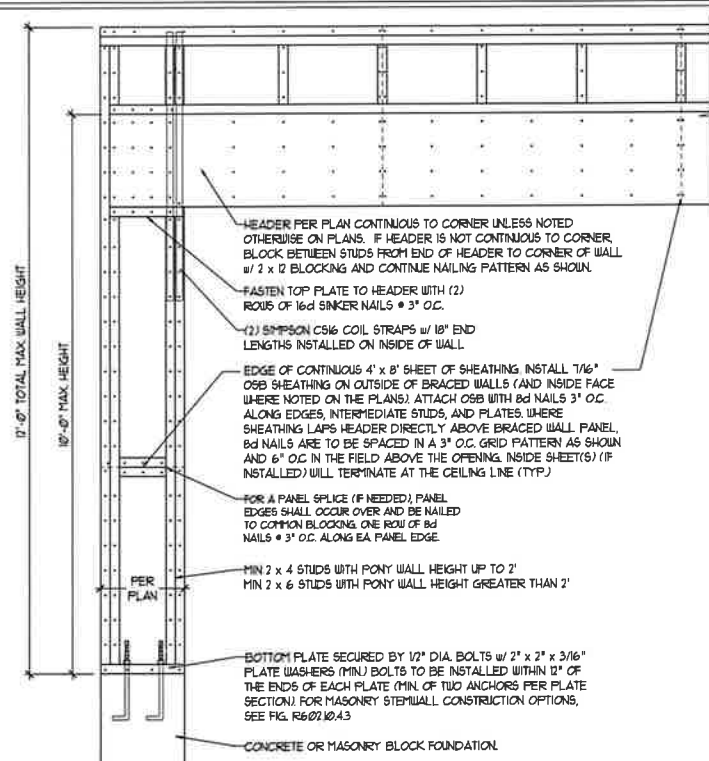 12'-0" TOTAL MAX. WALL HEIGHT
10'-0" MAX. HEIGHT
HEADER PER PLAN CONTINUOUS TO CORNER UNLESS NOTED
OTHERWISE ON PLANS. IF HEADER IS NOT CONTINUOUS TO CORNER,
BLOCK BETWEEN STUDS FROM END OF HEADER TO CORNER OF WALL
w/ 2 x 12 BLOCKING AND CONTINUE NAILING PATTERN AS SHOWN.
FASTEN TOP PLATE TO HEADER WITH (2)
ROWS OF 16d SINKER NAILS @ 3" O.C.
(2) SIMPSON CS16 COIL STRAPS w/ 18" END
LENGTHS INSTALLED ON INSIDE OF WALL
EDGE OF CONTINUOUS 4' x 8' SHEET OF SHEATHING. INSTALL 7/16"
OSB SHEATHING ON OUTSIDE OF BRACED WALLS (AND INSIDE FACE
WHERE NOTED ON THE PLANS). ATTACH OSB WITH 8d NAILS 3" O.C.
ALONG EDGES, INTERMEDIATE STUDS, AND PLATES. WHERE
SHEATHING LAPS HEADER DIRECTLY ABOVE BRACED WALL PANEL,
8d NAILS ARE TO BE SPACED IN A 3" O.C. GRID PATTERN AS SHOWN
AND 6" O.C. IN THE FIELD ABOVE THE OPENING. INSIDE SHEET(S) (IF
INSTALLED) WILL TERMINATE AT THE CEILING LINE (TYP.)
FOR A PANEL SPLICE (IF NEEDED), PANEL
EDGES SHALL OCCUR OVER AND BE NAILED
TO COMMON BLOCKING. ONE ROW OF 8d
NAILS @ 3" O.C. ALONG EA. PANEL EDGE.
MIN 2 x 4 STUDS WITH PONY WALL HEIGHT UP TO 2'
MIN 2 x 6 STUDS WITH PONY WALL HEIGHT GREATER THAN 2'
PER
PLAN
BOTTOM PLATE SECURED BY 1/2" DIA. BOLTS w/ 2" x 2" x 3/16"
PLATE WASHERS (MIN.) BOLTS TO BE INSTALLED WITHIN 12" OF
THE ENDS OF EACH PLATE (MIN. OF TWO ANCHORS PER PLATE
SECTION). FOR MASONRY STEMWALL CONSTRUCTION OPTIONS,
SEE FIG. R602.10.4.3
CONCRETE OR MASONRY BLOCK FOUNDATION.